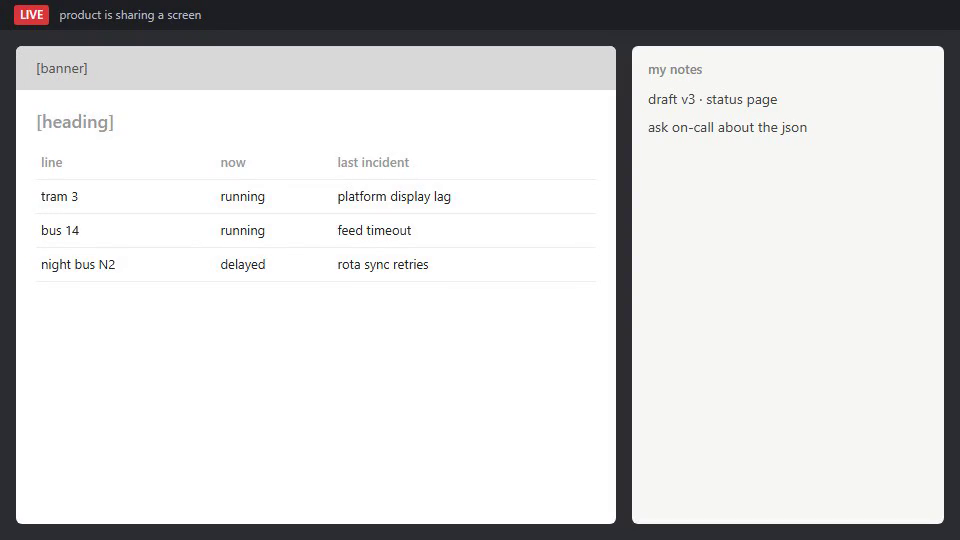 LIVE product is sharing a screen
[banner]
[heading]
line now last incident
tram 3 running platform display lag
bus 14 running feed timeout
night bus N2 delayed rota sync retries
my notes
draft v3 · status page
ask on-call about the json